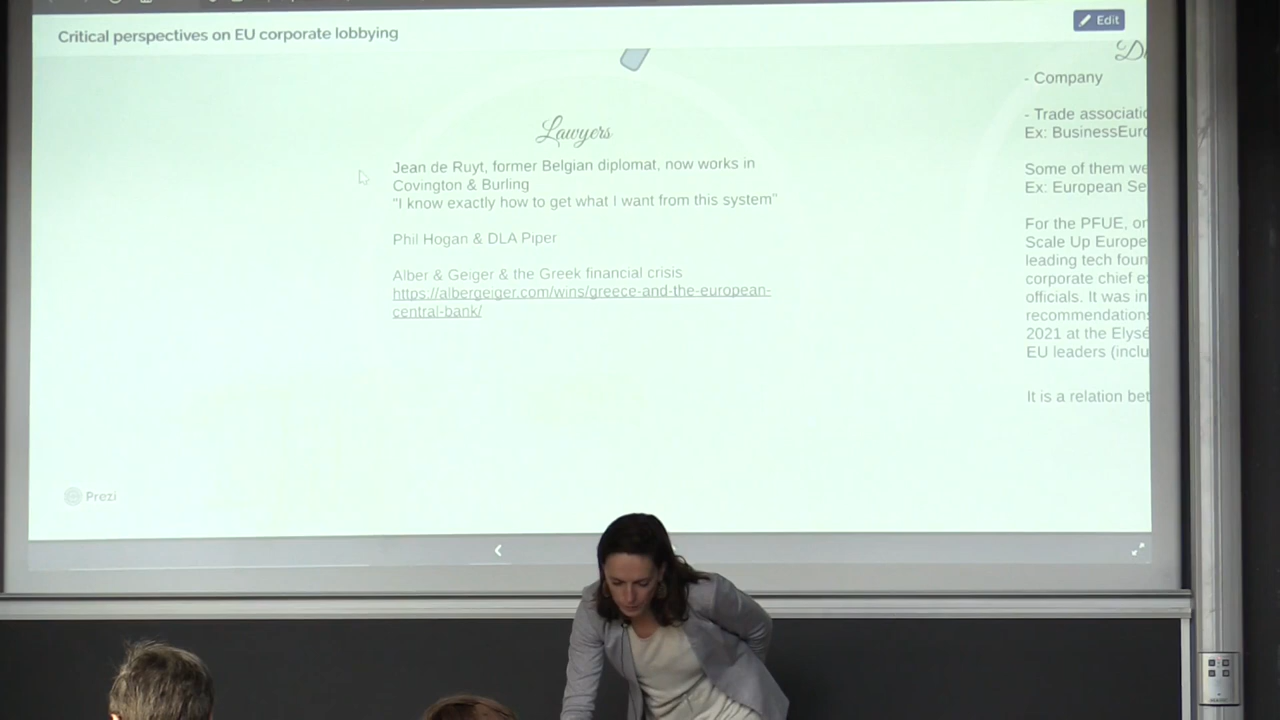 Critical perspectives on EU corporate lobbying
Edit
Lawyers
Jean de Ruyt, former Belgian diplomat, now works in
Covington & Burling
"I know exactly how to get what I want from this system"
Phil Hogan & DLA Piper
Alber & Geiger & the Greek financial crisis
https://albergeiger.com/wins/greece-and-the-european-
central-bank/
- Company
- Trade associatio
Ex: BusinessEuro
Some of them we
Ex: European Se
For the PFUE, or
Scale Up Europe
leading tech foun
corporate chief e
officials. It was in
recommendations
2021 at the Elysé
EU leaders (inclu
It is a relation bet
Prezi